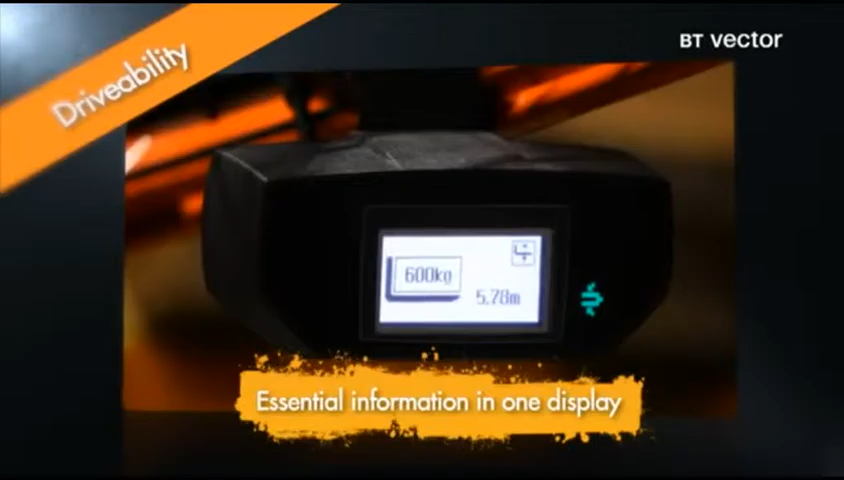 Driveability
BT vector
600kg
5.78m
Essential information in one display